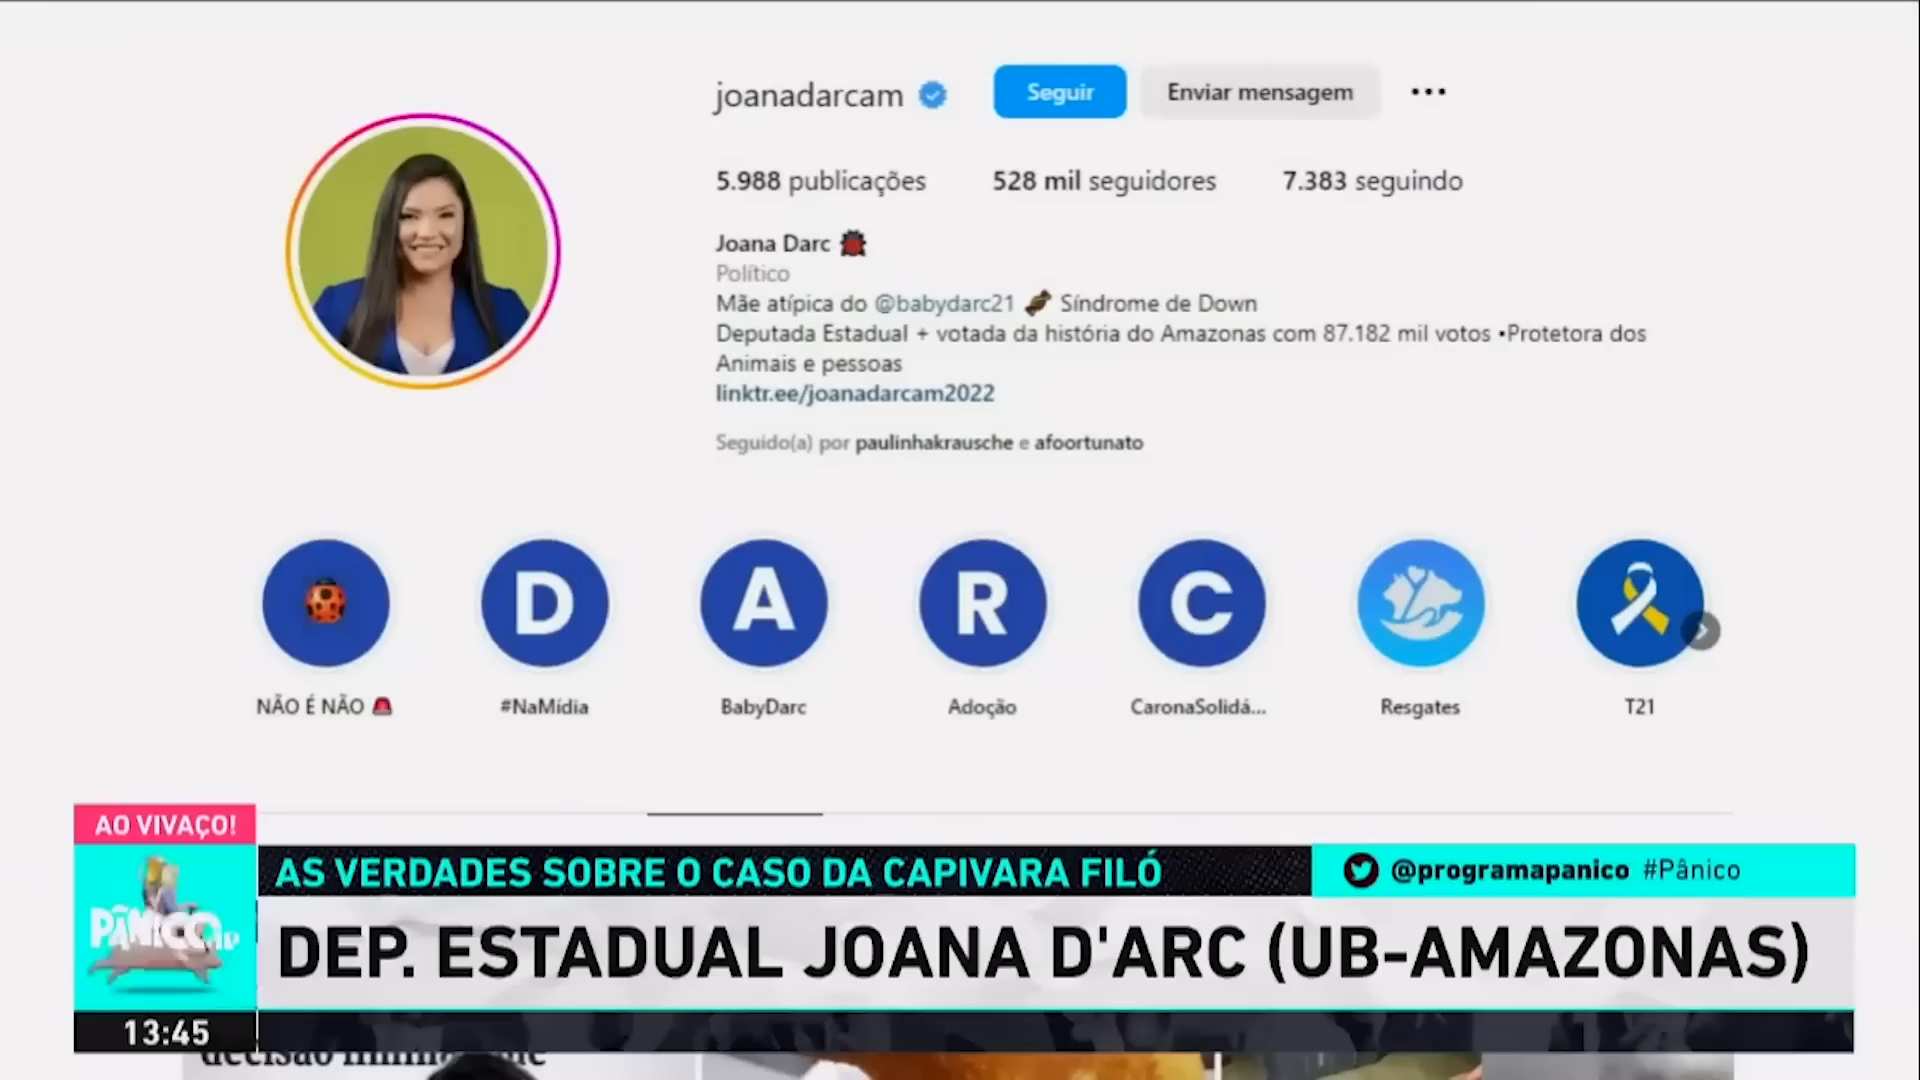 joanadarcam
Seguir
Enviar mensagem
5.988 publicações
528 mil seguidores
7.383 seguindo
Joana Darc
Político
Mãe atípica do @babydarc21 Síndrome de Down
Deputada Estadual + votada da história do Amazonas com 87.182 mil votos •Protetora dos
Animais e pessoas
linktr.ee/joanadarcam2022
Seguido(a) por paulinhakrausche e afoortunato
D
A
R
C
NÃO É NÃO
#NaMídia
BabyDarc
Adoção
CaronaSolidá...
Resgates
T21
AO VIVAÇO!
AS VERDADES SOBRE O CASO DA CAPIVARA FILÓ
@programapanico #Pânico
PÂNICO
DEP. ESTADUAL JOANA D'ARC (UB-AMAZONAS)
13:45
decisão